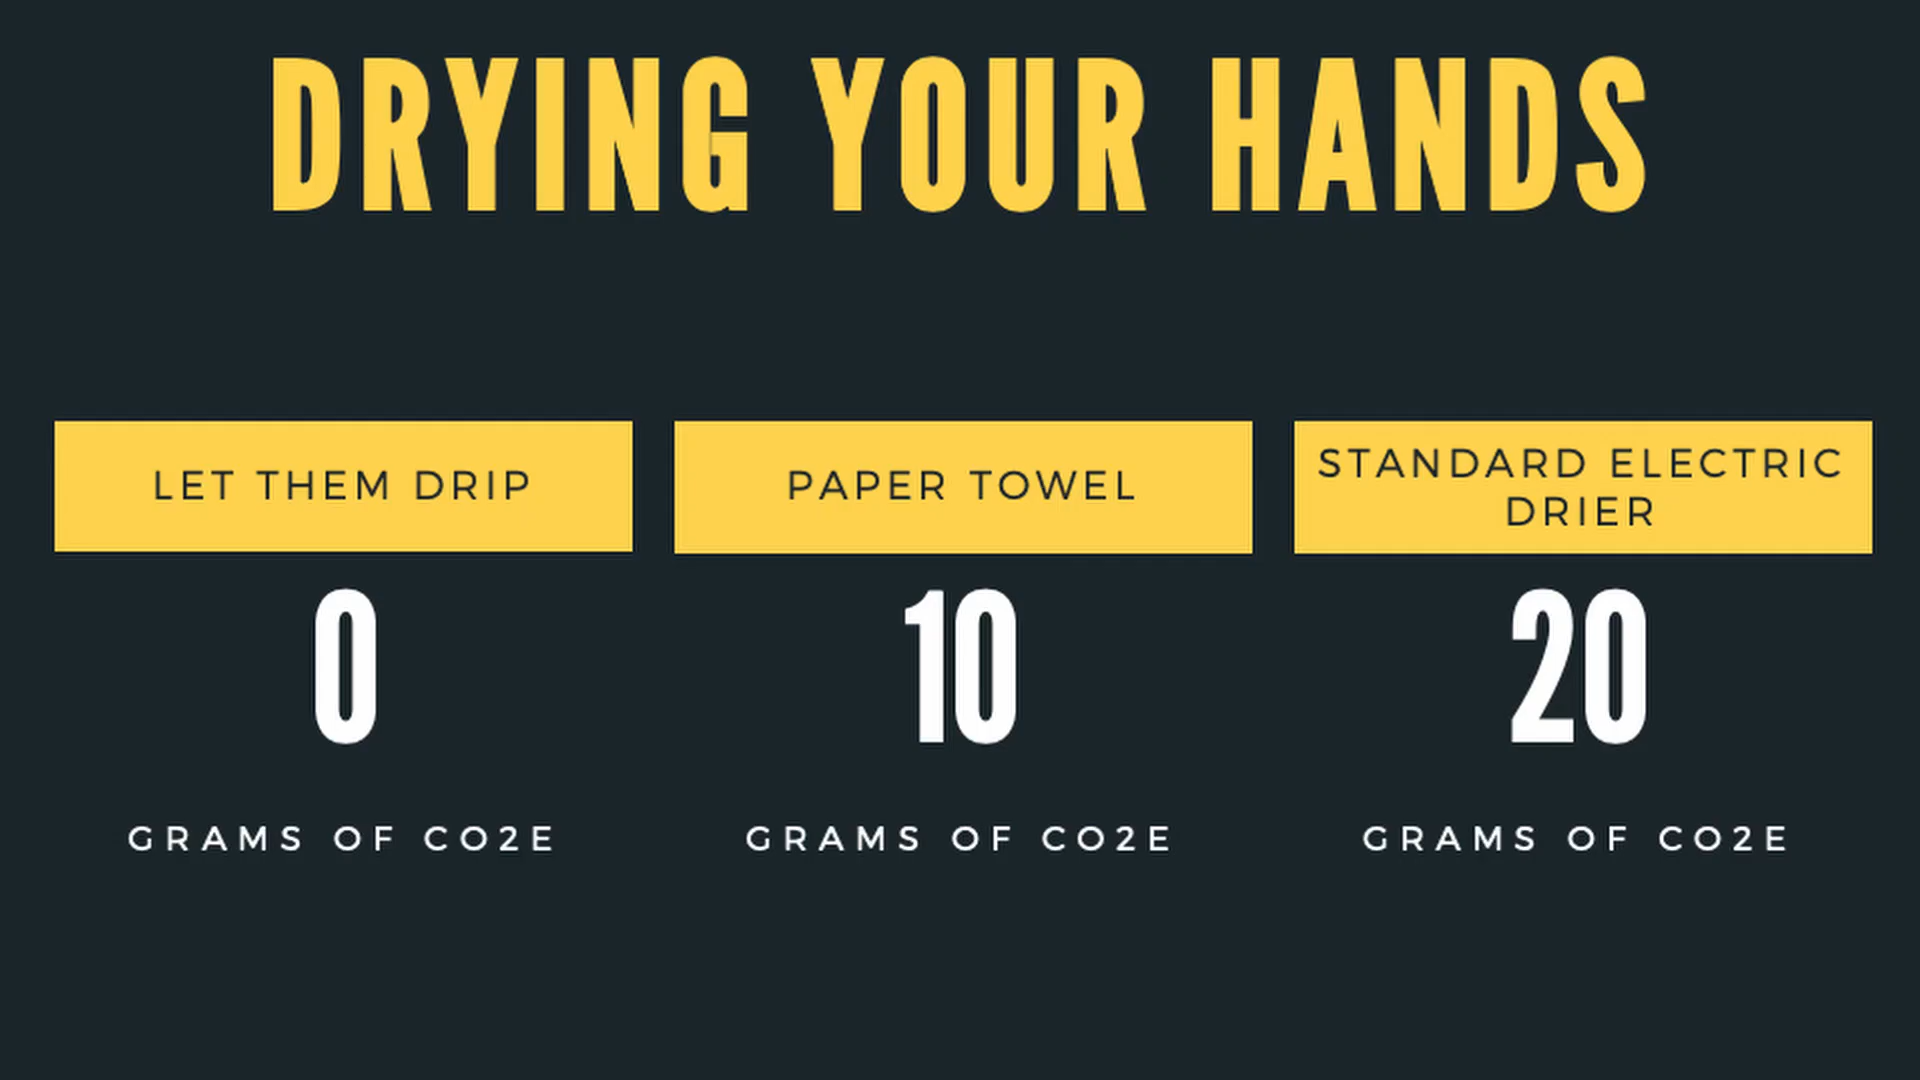 DRYING YOUR HANDS
LET THEM DRIP
PAPER TOWEL
STANDARD ELECTRIC
DRIER
0
10
20
GRAMS OF CO2E
GRAMS OF CO2E
GRAMS OF CO2E